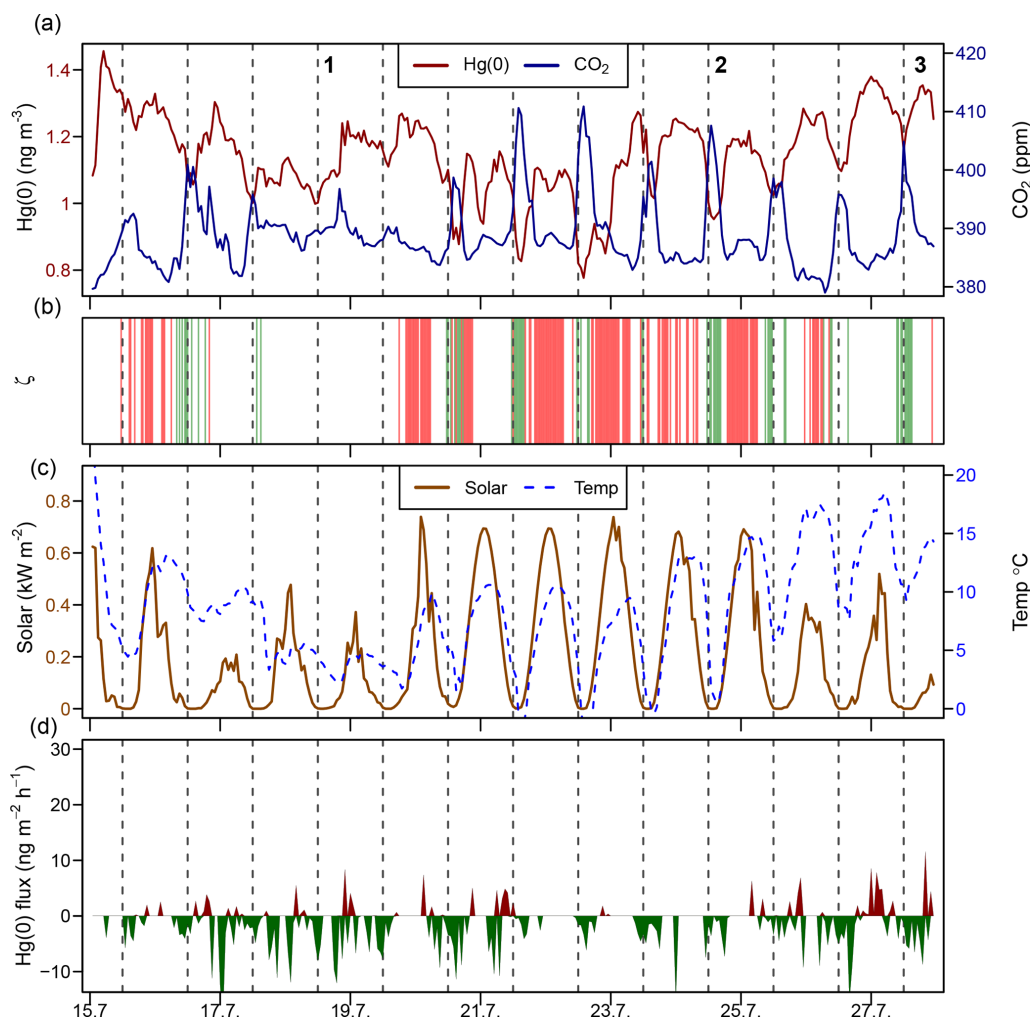 (a)
1.4
1.2
1
0.8
Hg(0) (ng m⁻³)
1
2
3
Hg(0)
CO₂
420
410
400
390
380
CO₂ (ppm)
(b)
ζ
(c)
0.8
0.6
0.4
0.2
0
Solar (kW m⁻²)
Solar
Temp
20
15
10
5
0
Temp °C
(d)
30
20
10
0
−10
Hg(0) flux (ng m⁻² h⁻¹)
15.7. 17.7. 19.7. 21.7. 23.7. 25.7. 27.7.